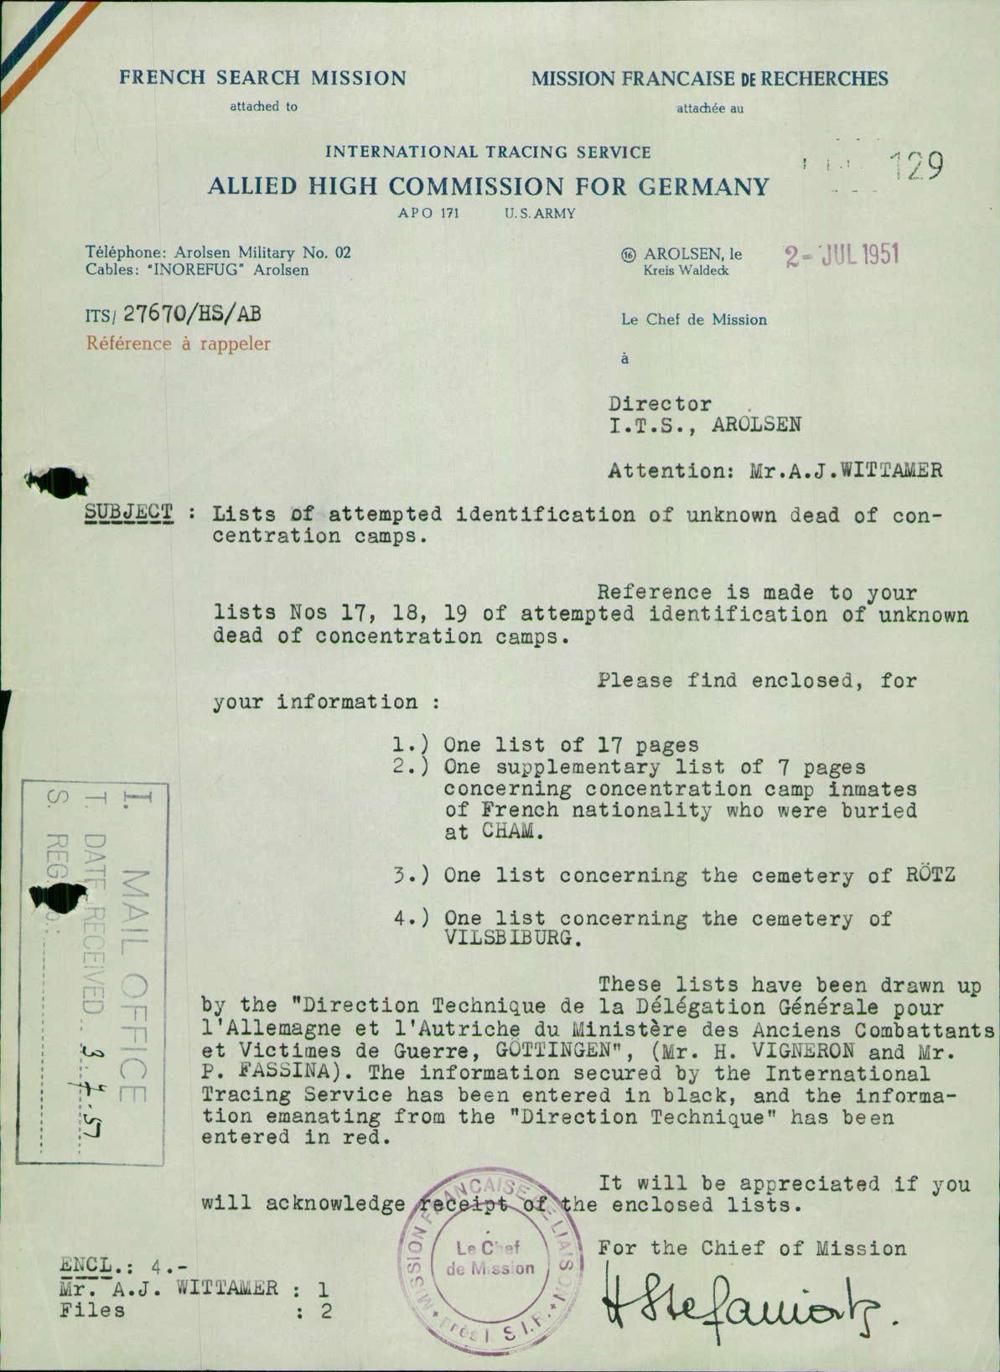 FRENCH SEARCH MISSION
attached to
MISSION FRANCAISE DE RECHERCHES
attachée au
INTERNATIONAL TRACING SERVICE
ALLIED HIGH COMMISSION FOR GERMANY
APO 171 U.S. ARMY
129
Téléphone: Arolsen Military No. 02
Cables: "INOREFUG" Arolsen
(16) AROLSEN, le 2- JUL 1951
Kreis Waldeck
ITS/ 27670/HS/AB
Référence à rappeler
Le Chef de Mission
à
Director
I.T.S., AROLSEN
Attention: Mr.A.J.WITTAMER
SUBJECT : Lists of attempted identification of unknown dead of con-
centration camps.
Reference is made to your
lists Nos 17, 18, 19 of attempted identification of unknown
dead of concentration camps.
Please find enclosed, for
your information :
1.) One list of 17 pages
2.) One supplementary list of 7 pages
concerning concentration camp inmates
of French nationality who were buried
at CHAM.
3.) One list concerning the cemetery of RÖTZ
4.) One list concerning the cemetery of
VILSBIBURG.
These lists have been drawn up
by the "Direction Technique de la Délégation Générale pour
l'Allemagne et l'Autriche du Ministère des Anciens Combattants
et Victimes de Guerre, GÖTTINGEN", (Mr. H. VIGNERON and Mr.
P. FASSINA). The information secured by the International
Tracing Service has been entered in black, and the informa-
tion emanating from the "Direction Technique" has been
entered in red.
It will be appreciated if you
will acknowledge receipt of the enclosed lists.
For the Chief of Mission
ENCL.: 4.-
Mr. A.J. WITTAMER : 1
Files : 2
I. MAIL OFFICE
T. DATE RECEIVED 3.7.51
S. REG
MISSION FRANCAISE DE LIAISON
près I. S.I.R.
Le Chef
de Mission